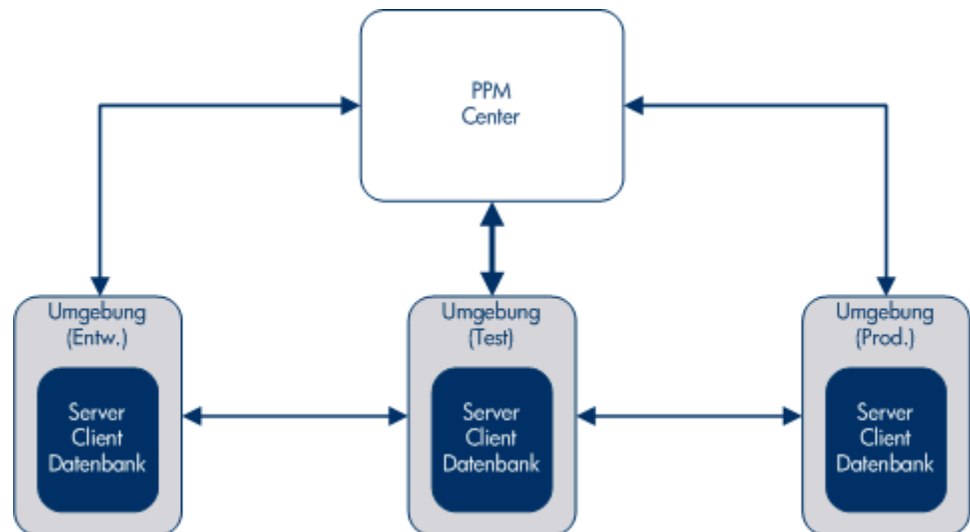 PPM
Center
Umgebung
(Entw.)
Server
Client
Datenbank
Umgebung
(Test)
Server
Client
Datenbank
Umgebung
(Prod.)
Server
Client
Datenbank